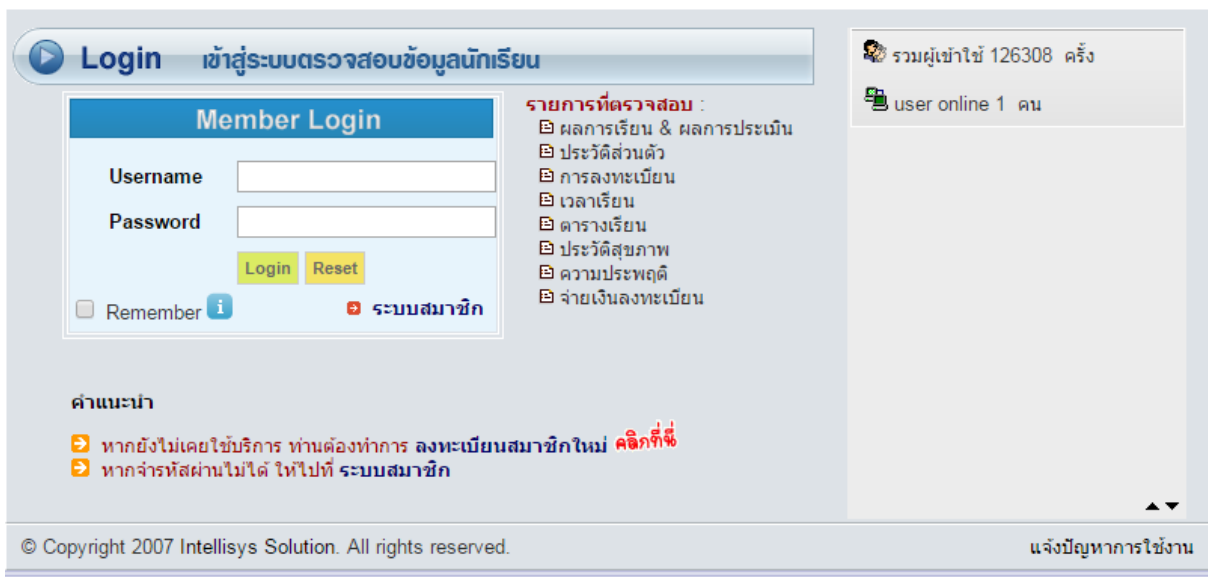 Login เข้าสู่ระบบตรวจสอบข้อมูลนักเรียน
Member Login
Username
Password
Login Reset
Remember i ระบบสมาชิก
รายการที่ตรวจสอบ :
ผลการเรียน & ผลการประเมิน
ประวัติส่วนตัว
การลงทะเบียน
เวลาเรียน
ตารางเรียน
ประวัติสุขภาพ
ความประพฤติ
จ่ายเงินลงทะเบียน
รวมผู้เข้าใช้ 126308 ครั้ง
user online 1 คน
คำแนะนำ
หากยังไม่เคยใช้บริการ ท่านต้องทำการ ลงทะเบียนสมาชิกใหม่ คลิกที่นี่
หากจำรหัสผ่านไม่ได้ ให้ไปที่ ระบบสมาชิก
© Copyright 2007 Intellisys Solution. All rights reserved.
แจ้งปัญหาการใช้งาน